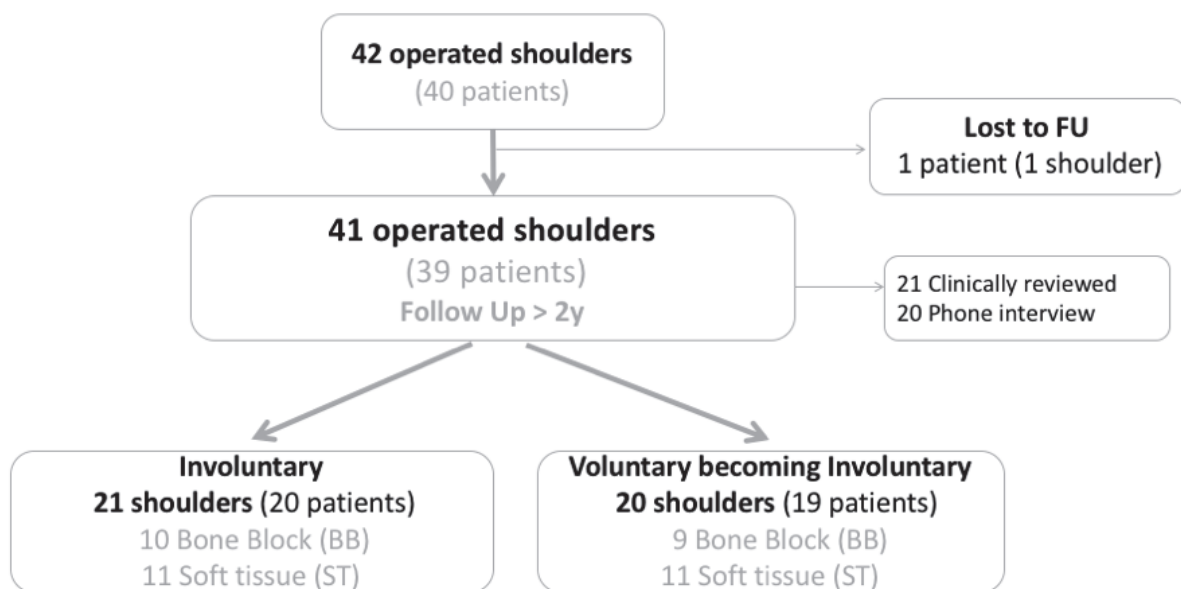 42 operated shoulders
(40 patients)
Lost to FU
1 patient (1 shoulder)
41 operated shoulders
(39 patients)
Follow Up > 2y
21 Clinically reviewed
20 Phone interview
Involuntary
21 shoulders (20 patients)
10 Bone Block (BB)
11 Soft tissue (ST)
Voluntary becoming Involuntary
20 shoulders (19 patients)
9 Bone Block (BB)
11 Soft tissue (ST)